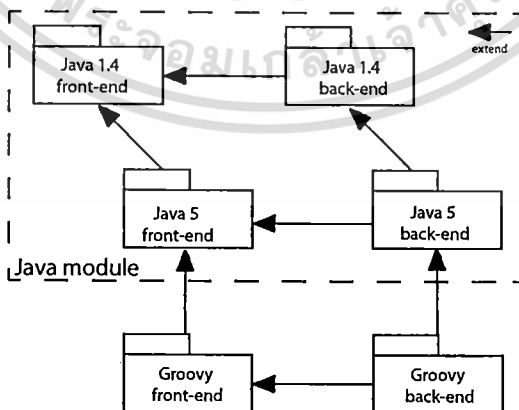 Java 1.4
front-end
Java 1.4
back-end
extend
Java 5
front-end
Java 5
back-end
Java module
Groovy
front-end
Groovy
back-end